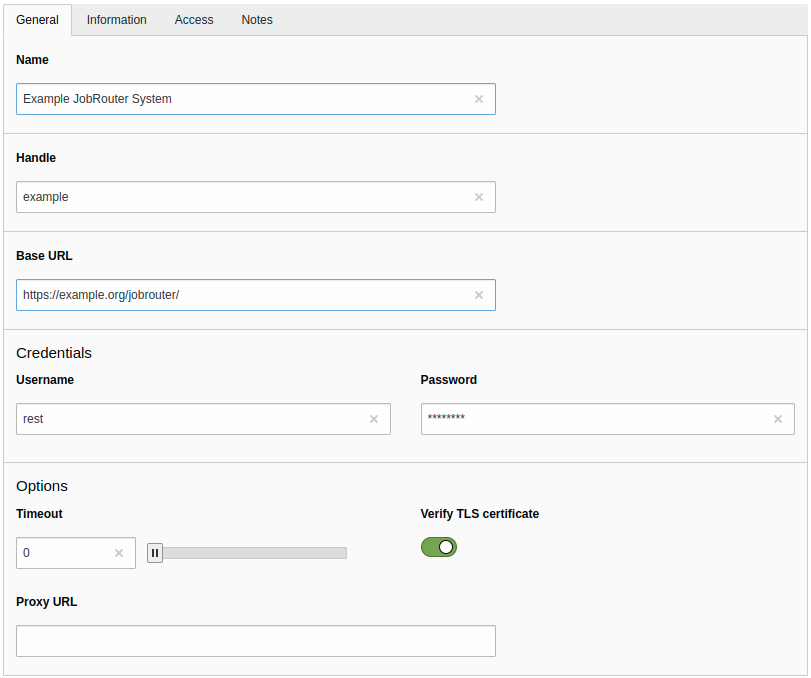 General Information Access Notes
Name
Example JobRouter System
Handle
example
Base URL
https://example.org/jobrouter/
Credentials
Username Password
rest ********
Options
Timeout Verify TLS certificate
0
Proxy URL